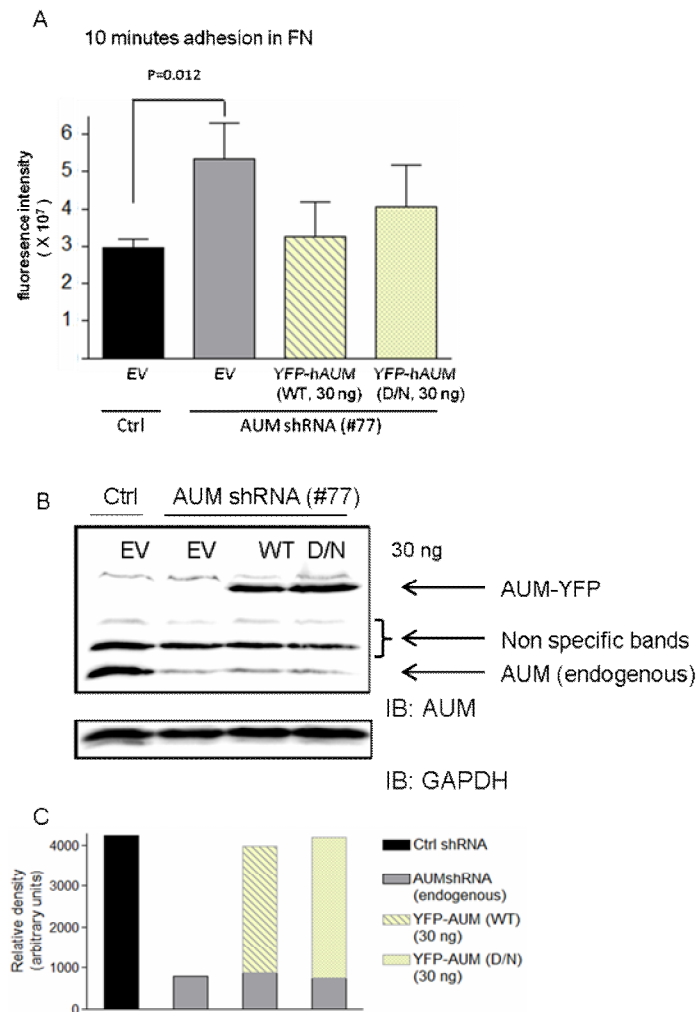 A
10 minutes adhesion in FN
P=0.012
fluoresence intensity
( X 10⁷)
6
5
4
3
2
1
0
EV
EV
YFP-hAUM
(WT, 30 ng)
YFP-hAUM
(D/N, 30 ng)
Ctrl
AUM shRNA (#77)
B
Ctrl
AUM shRNA (#77)
EV
EV
WT
D/N
30 ng
AUM-YFP
Non specific bands
AUM (endogenous)
IB: AUM
IB: GAPDH
C
Relative density
(arbitrary units)
4000
3000
2000
1000
0
Ctrl shRNA
AUMshRNA
(endogenous)
YFP-AUM (WT)
(30 ng)
YFP-AUM (D/N)
(30 ng)